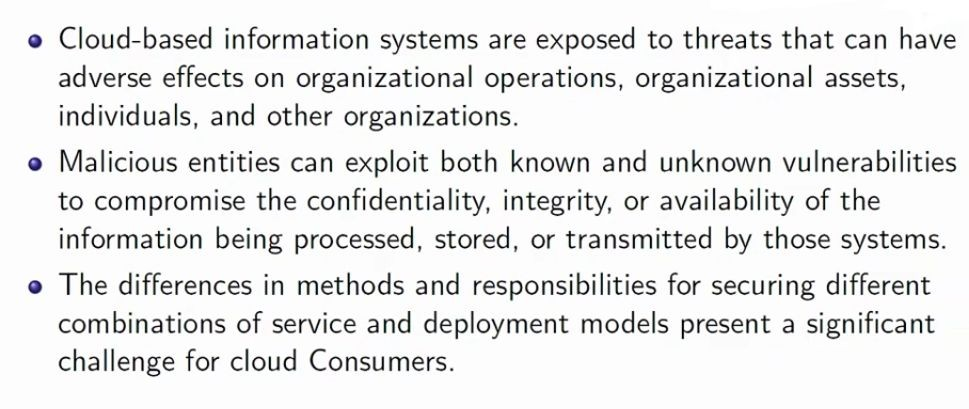 Cloud-based information systems are exposed to threats that can have
adverse effects on organizational operations, organizational assets,
individuals, and other organizations.
Malicious entities can exploit both known and unknown vulnerabilities
to compromise the confidentiality, integrity, or availability of the
information being processed, stored, or transmitted by those systems.
The differences in methods and responsibilities for securing different
combinations of service and deployment models present a significant
challenge for cloud Consumers.